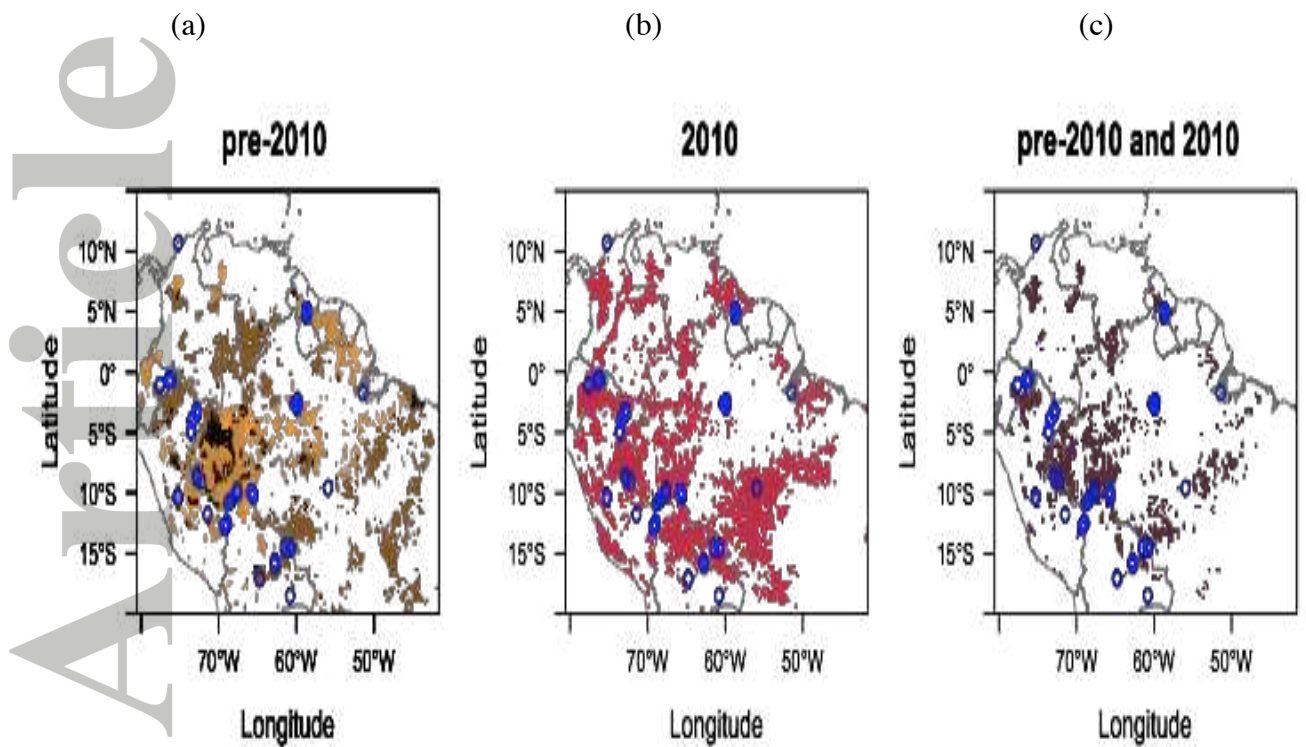 (a) (b) (c)
Article
pre-2010 2010 pre-2010 and 2010
10°N 10°N 10°N
5°N 5°N 5°N
0° 0° 0°
5°S 5°S 5°S
10°S 10°S 10°S
15°S 15°S 15°S
Latitude Latitude Latitude
70°W 60°W 50°W 70°W 60°W 50°W 70°W 60°W 50°W
Longitude Longitude Longitude